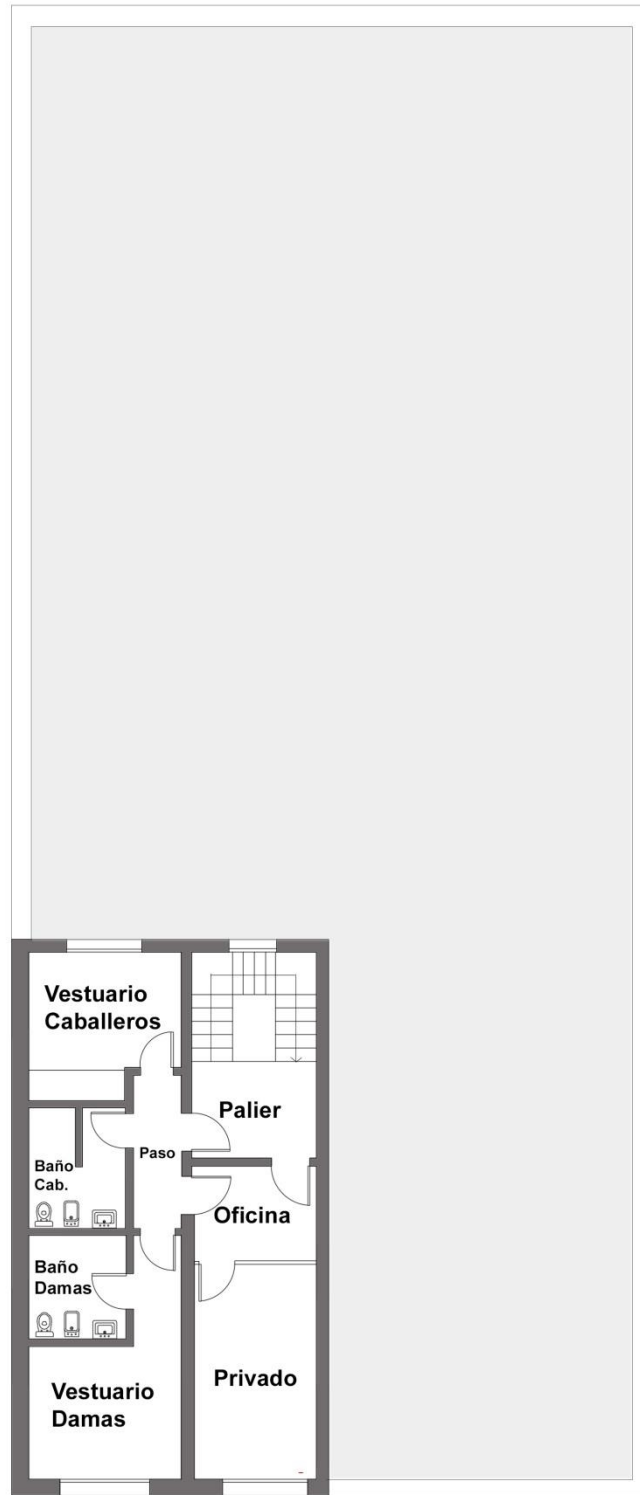 Vestuario
Caballeros
Palier
Paso
Baño
Cab.
Oficina
Baño
Damas
Privado
Vestuario
Damas